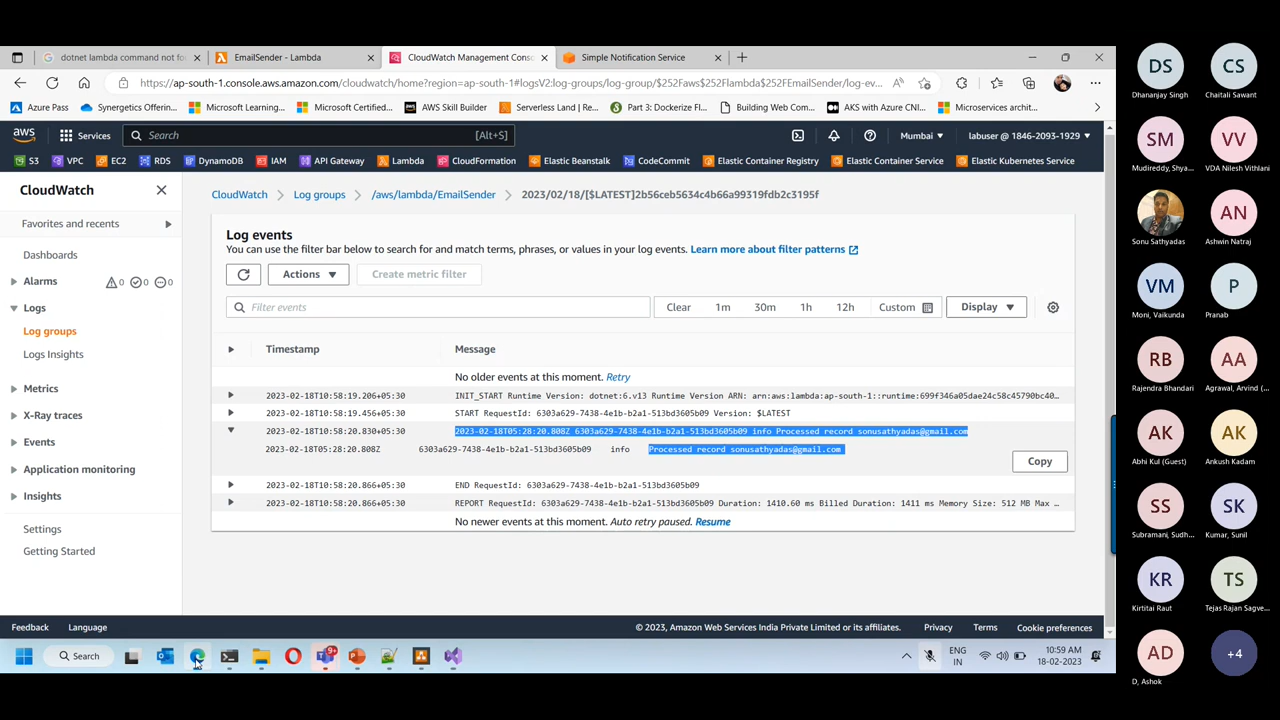 dotnet lambda command not fo
EmailSender - Lambda
CloudWatch Management Cons
Simple Notification Service
https://ap-south-1.console.aws.amazon.com/cloudwatch/home?region=ap-south-1#logsV2:log-groups/log-group/$252Faws$252Flambda$252FEmailSender/log-ev...
Azure Pass
Synergetics Offering...
Microsoft Learning...
Microsoft Certified...
AWS Skill Builder
Serverless Land | Re...
Part 3: Dockerize Fl...
Building Web Com...
AKS with Azure CNI...
Microservices archit...
aws
Services
Search
[Alt+S]
Mumbai
labuser @ 1846-2093-1929
S3
VPC
EC2
RDS
DynamoDB
IAM
API Gateway
Lambda
CloudFormation
Elastic Beanstalk
CodeCommit
Elastic Container Registry
Elastic Container Service
Elastic Kubernetes Service
CloudWatch
Favorites and recents
Dashboards
Alarms
0
0
0
Logs
Log groups
Logs Insights
Metrics
X-Ray traces
Events
Application monitoring
Insights
Settings
Getting Started
CloudWatch
Log groups
/aws/lambda/EmailSender
2023/02/18/[$LATEST]2b56ceb5634c4b66a99319fdb2c3195f
Log events
You can use the filter bar below to search for and match terms, phrases, or values in your log events. Learn more about filter patterns
Actions
Create metric filter
Filter events
Clear
1m
30m
1h
12h
Custom
Display
Timestamp
Message
No older events at this moment. Retry
2023-02-18T10:58:19.206+05:30 INIT_START Runtime Version: dotnet:6.v13 Runtime Version ARN: arn:aws:lambda:ap-south-1::runtime:699f346a05dae24c58c45790bc40...
2023-02-18T10:58:19.456+05:30 START RequestId: 6303a629-7438-4e1b-b2a1-513bd3605b09 Version: $LATEST
2023-02-18T10:58:20.830+05:30 2023-02-18T05:28:20.808Z 6303a629-7438-4e1b-b2a1-513bd3605b09 info Processed record sonusathyadas@gmail.com
2023-02-18T05:28:20.808Z 6303a629-7438-4e1b-b2a1-513bd3605b09 info Processed record sonusathyadas@gmail.com
Copy
2023-02-18T10:58:20.866+05:30 END RequestId: 6303a629-7438-4e1b-b2a1-513bd3605b09
2023-02-18T10:58:20.866+05:30 REPORT RequestId: 6303a629-7438-4e1b-b2a1-513bd3605b09 Duration: 1410.60 ms Billed Duration: 1411 ms Memory Size: 512 MB Max ...
No newer events at this moment. Auto retry paused. Resume
Feedback
Language
© 2023, Amazon Web Services India Private Limited or its affiliates.
Privacy
Terms
Cookie preferences
Search
9+
ENG
IN
10:59 AM
18-02-2023
DS
Dhananjay Singh
CS
Chaitali Sawant
SM
Mudireddy, Shya...
VV
VDA Nilesh Vithlani
Sonu Sathyadas
AN
Ashwin Natraj
VM
Moni, Vaikunda
P
Pranab
RB
Rajendra Bhandari
AA
Agrawal, Arvind (...
AK
Abhi Kul (Guest)
AK
Ankush Kadam
SS
Subramani, Sudh...
SK
Kumar, Sunil
KR
Kirtitai Raut
TS
Tejas Rajan Sagve...
AD
D, Ashok
+4